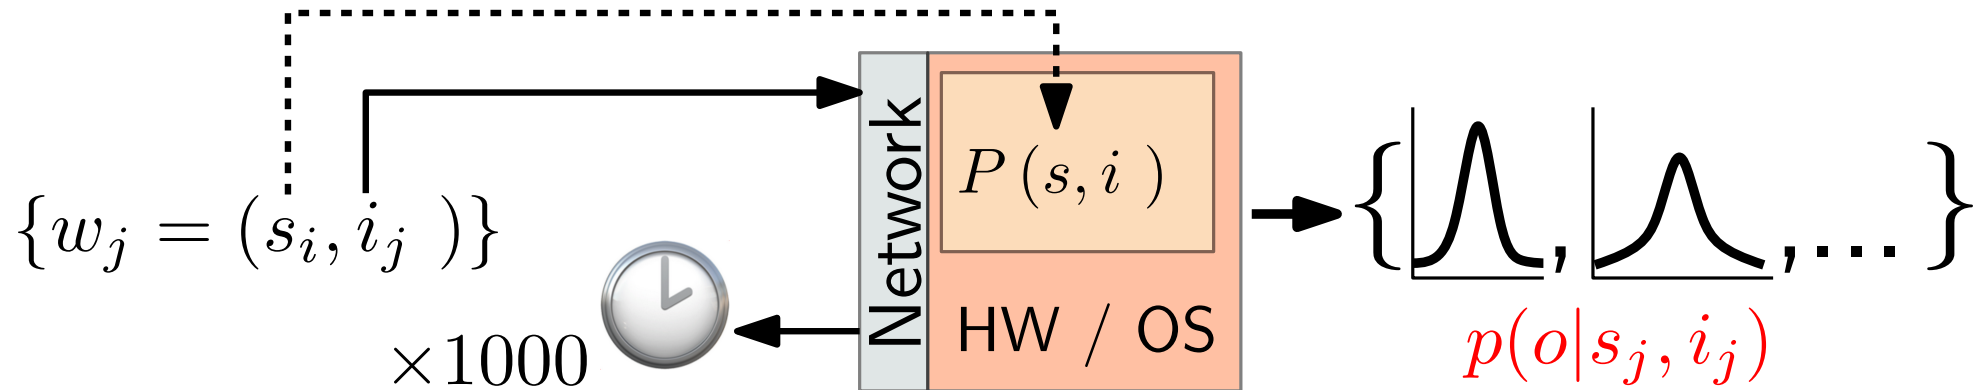 {w_j = (s_i, i_j )}
×1000
Network
P (s, i )
HW / OS
{ , , ... }
p(o|s_j, i_j)